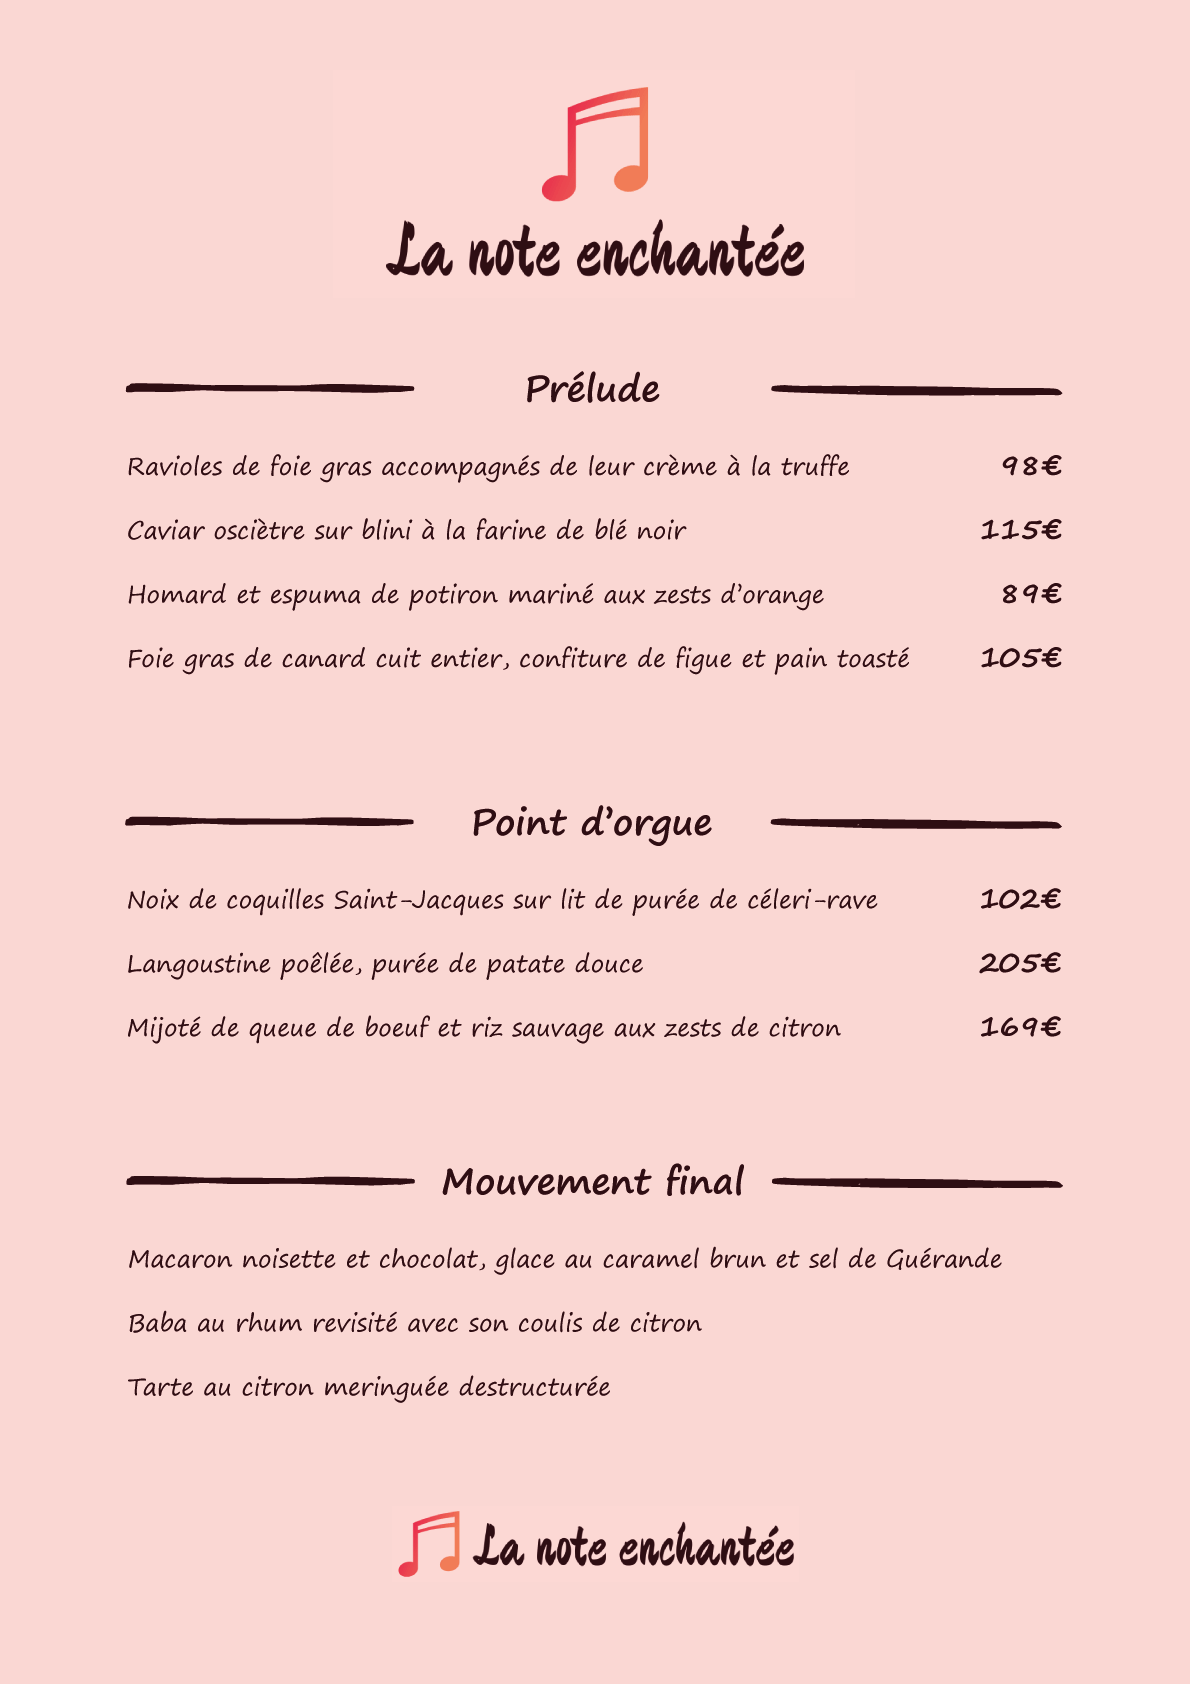 La note enchantée
Prélude
Ravioles de foie gras accompagnés de leur crème à la truffe 98€
Caviar osciètre sur blini à la farine de blé noir 115€
Homard et espuma de potiron mariné aux zests d’orange 89€
Foie gras de canard cuit entier, confiture de figue et pain toasté 105€
Point d’orgue
Noix de coquilles Saint-Jacques sur lit de purée de céleri-rave 102€
Langoustine poêlée, purée de patate douce 205€
Mijoté de queue de boeuf et riz sauvage aux zests de citron 169€
Mouvement final
Macaron noisette et chocolat, glace au caramel brun et sel de Guérande
Baba au rhum revisité avec son coulis de citron
Tarte au citron meringuée destructurée
La note enchantée